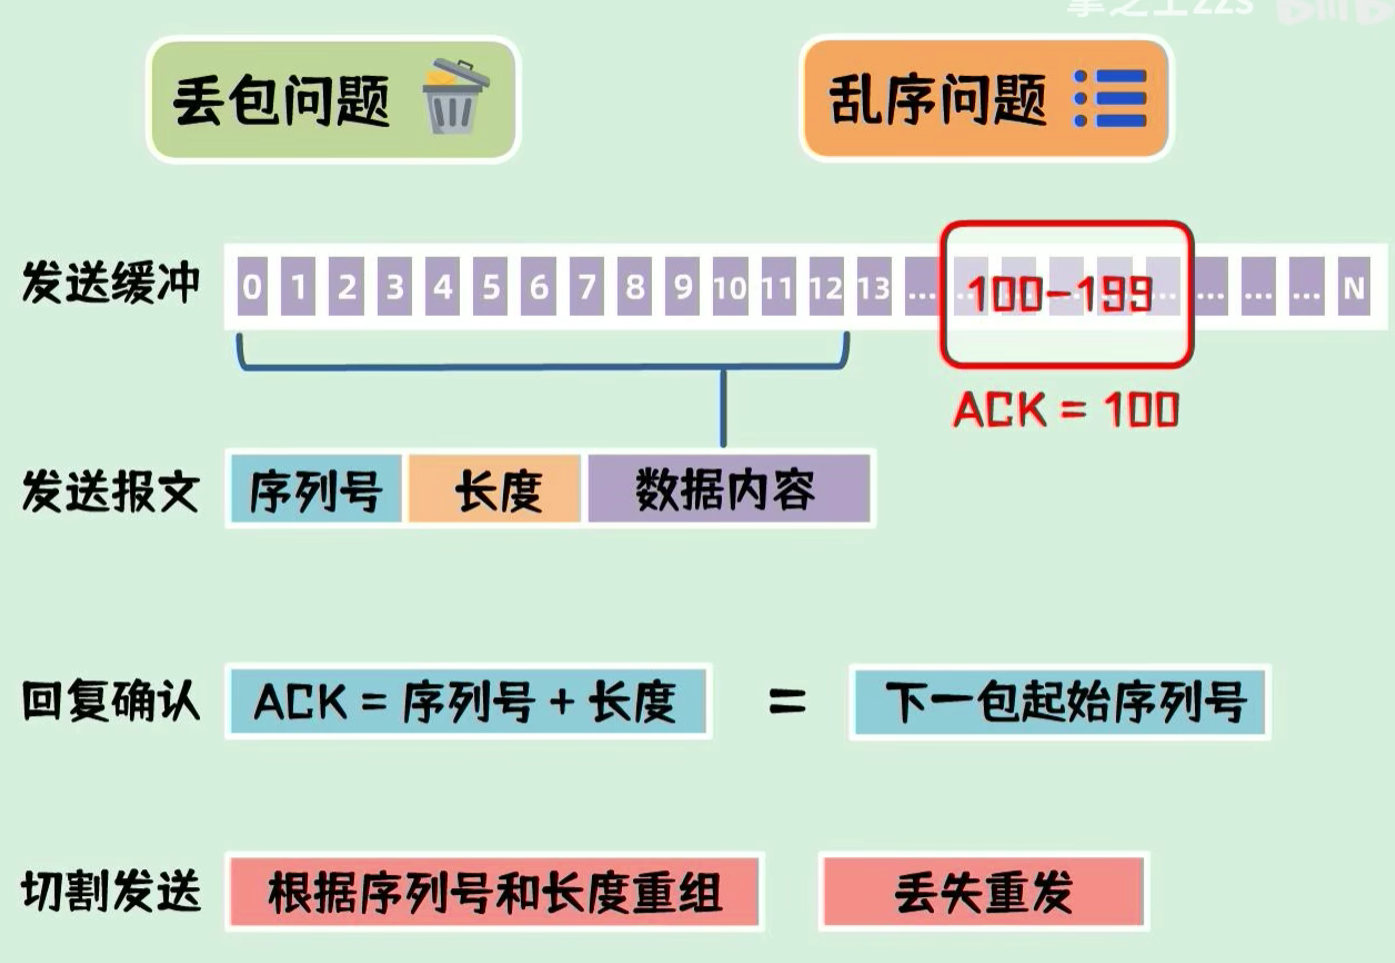 丢包问题
乱序问题
发送缓冲
0 1 2 3 4 5 6 7 8 9 10 11 12 13 ... 100-199 ... ... ... N
ACK = 100
发送报文
序列号 长度 数据内容
回复确认
ACK = 序列号 + 长度 = 下一包起始序列号
切割发送
根据序列号和长度重组
丢失重发